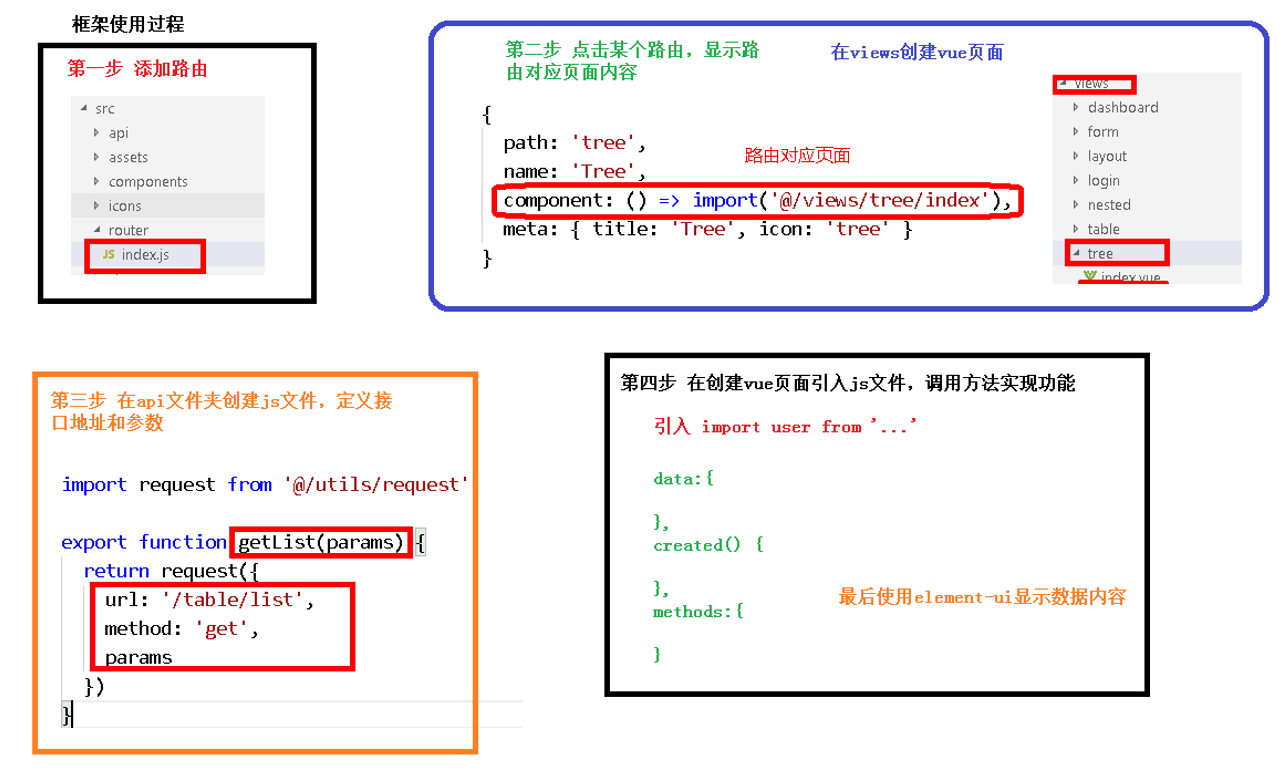 框架使用过程
第一步 添加路由
src
api
assets
components
icons
router
JS index.js
第二步 点击某个路由，显示路
由对应页面内容
在views创建vue页面
{
path: 'tree',
name: 'Tree',
路由对应页面
component: () => import('@/views/tree/index'),
meta: { title: 'Tree', icon: 'tree' }
}
views
dashboard
form
layout
login
nested
table
tree
index.vue
第三步 在api文件夹创建js文件，定义接
口地址和参数
import request from '@/utils/request'
export function getList(params) {
return request({
url: '/table/list',
method: 'get',
params
})
}
第四步 在创建vue页面引入js文件，调用方法实现功能
引入 import user from '...'
data:{
},
created() {
},
methods:{
}
最后使用element-ui显示数据内容